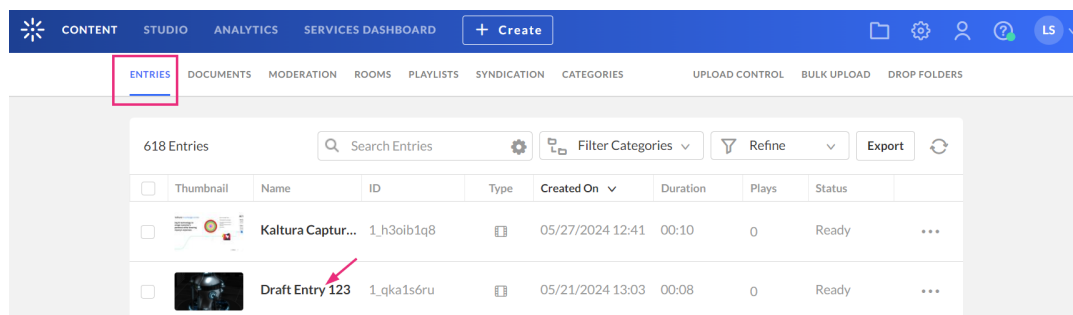 CONTENT STUDIO ANALYTICS SERVICES DASHBOARD + Create LS
ENTRIES DOCUMENTS MODERATION ROOMS PLAYLISTS SYNDICATION CATEGORIES UPLOAD CONTROL BULK UPLOAD DROP FOLDERS
618 Entries Search Entries Filter Categories Refine Export
Thumbnail Name ID Type Created On Duration Plays Status
Kaltura Captur... 1_h3oib1q8 05/27/2024 12:41 00:10 0 Ready
Draft Entry 123 1_qka1s6ru 05/21/2024 13:03 00:08 0 Ready